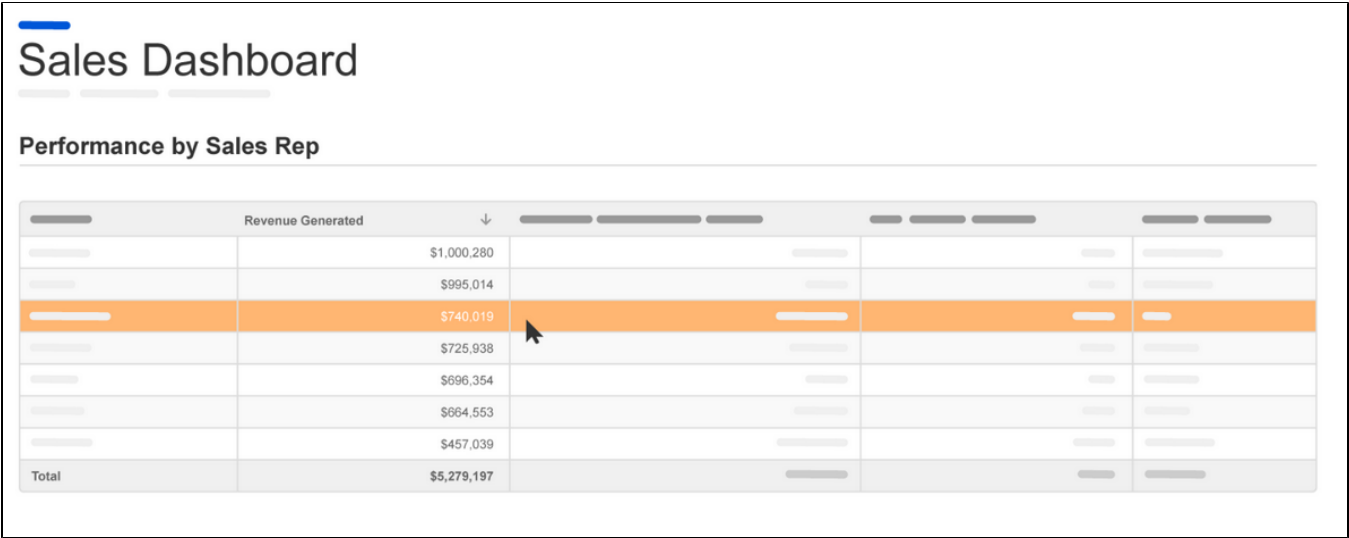 Sales Dashboard
Performance by Sales Rep
Revenue Generated ↓
$1,000,280
$995,014
$740,019
$725,938
$696,354
$664,553
$457,039
Total $5,279,197